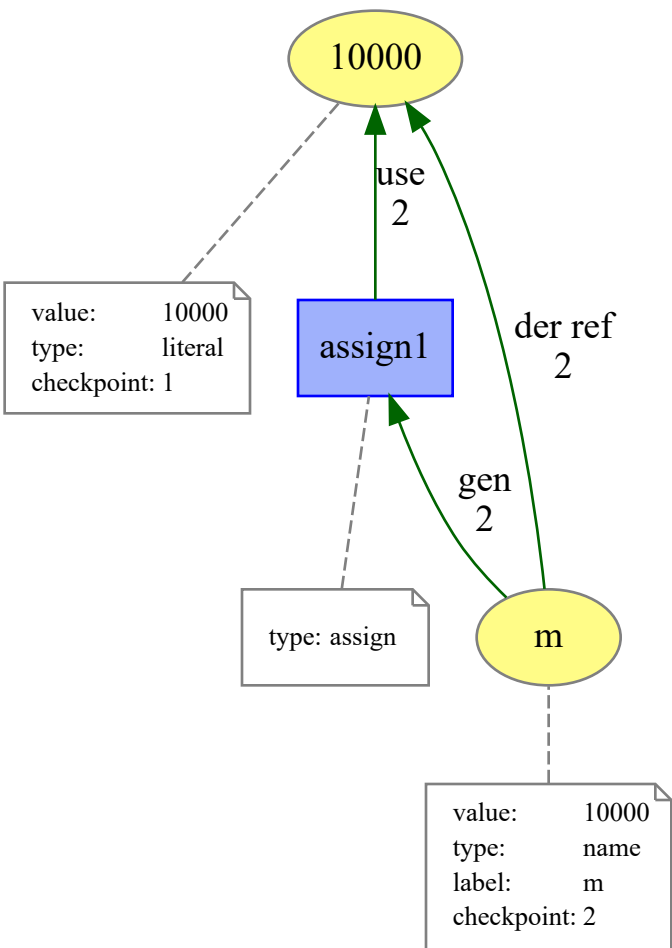 10000
use
2
value: 10000
type: literal
checkpoint: 1
assign1
der ref
2
gen
2
type: assign
m
value: 10000
type: name
label: m
checkpoint: 2